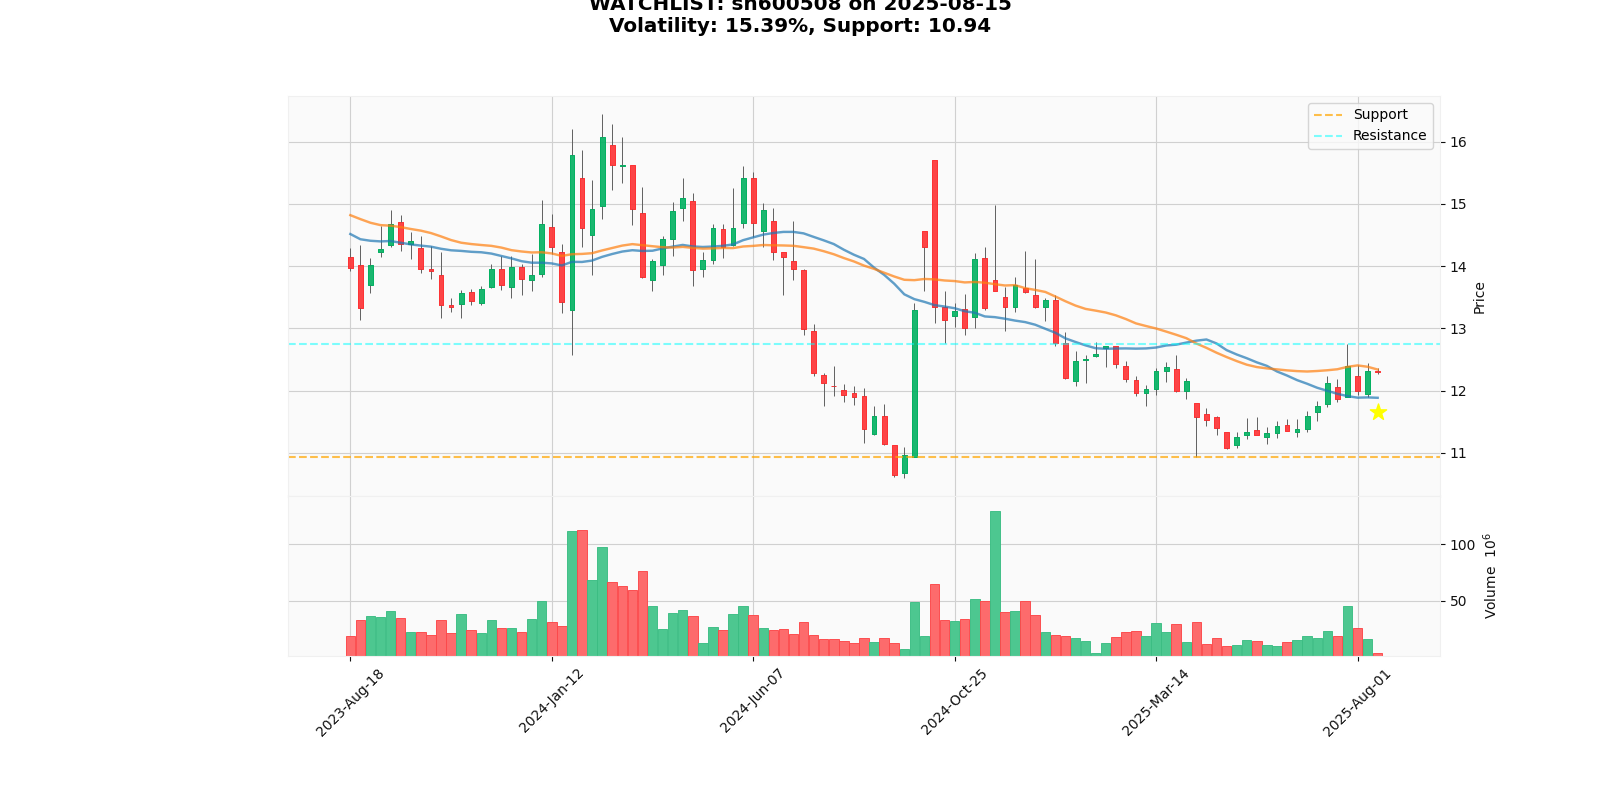 WATCHLIST: sh600508 on 2025-08-15
Volatility: 15.39%, Support: 10.94
Support
Resistance
16
15
14
13
12
11
Price
100
50
Volume 10^6
2023-Aug-18
2024-Jan-12
2024-Jun-07
2024-Oct-25
2025-Mar-14
2025-Aug-01